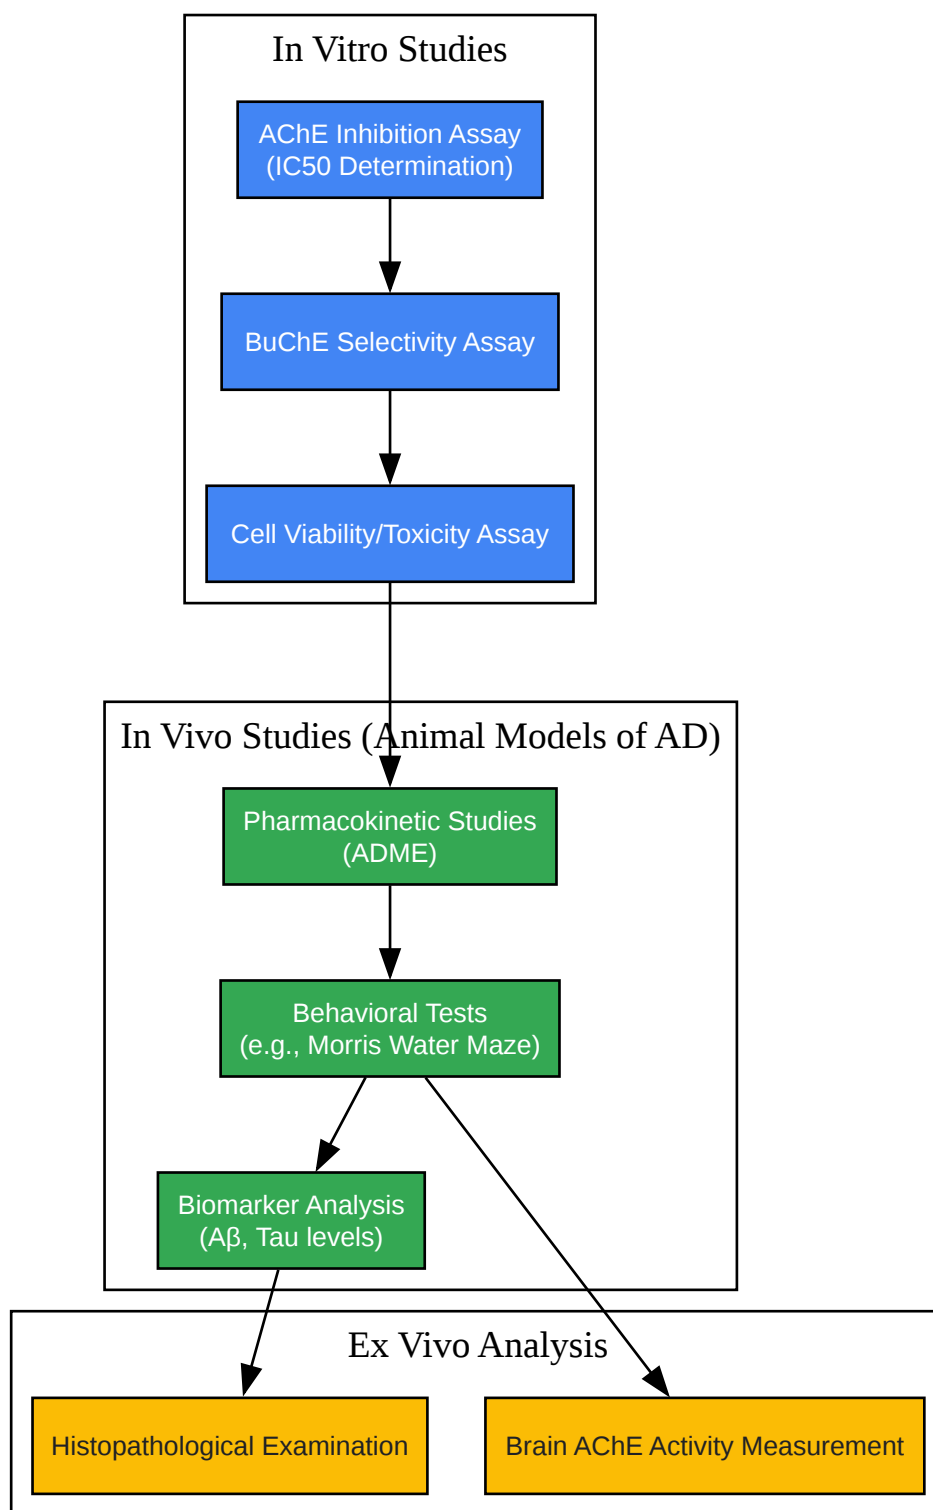 In Vitro Studies
AChE Inhibition Assay
(IC50 Determination)
BuChE Selectivity Assay
Cell Viability/Toxicity Assay
In Vivo Studies (Animal Models of AD)
Pharmacokinetic Studies
(ADME)
Behavioral Tests
(e.g., Morris Water Maze)
Biomarker Analysis
(Aβ, Tau levels)
Ex Vivo Analysis
Histopathological Examination
Brain AChE Activity Measurement